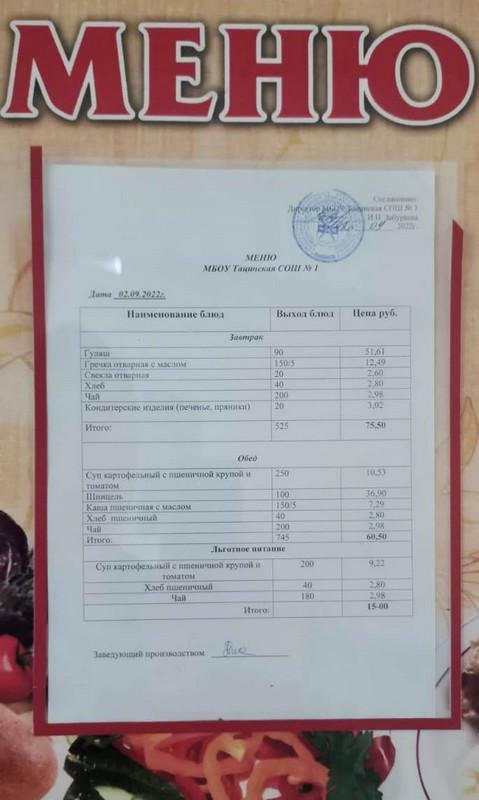 МЕНЮ
Согласовано:
Директор МБОУ Тацинская СОШ № 1
И.Н. Забураева
09 2022г.
МЕНЮ
МБОУ Тацинская СОШ № 1
Дата 02.09.2022г.
Наименование блюд Выход блюд Цена руб.
Завтрак
Гуляш 90 51,61
Гречка отварная с маслом 150/5 12,49
Свекла отварная 20 2,60
Хлеб 40 2,80
Чай 200 2,98
Кондитерские изделия (печенье, пряники) 20 3,02
Итого: 525 75,50
Обед
Суп картофельный с пшеничной крупой и 250 10,53
томатом
Шницель 100 36,90
Каша пшеничная с маслом 150/5 7,29
Хлеб пшеничный 40 2,80
Чай 200 2,98
Итого: 745 60,50
Льготное питание
Суп картофельный с пшеничной крупой и 200 9,22
томатом
Хлеб пшеничный 40 2,80
Чай 180 2,98
Итого: 15-00
Заведующий производством